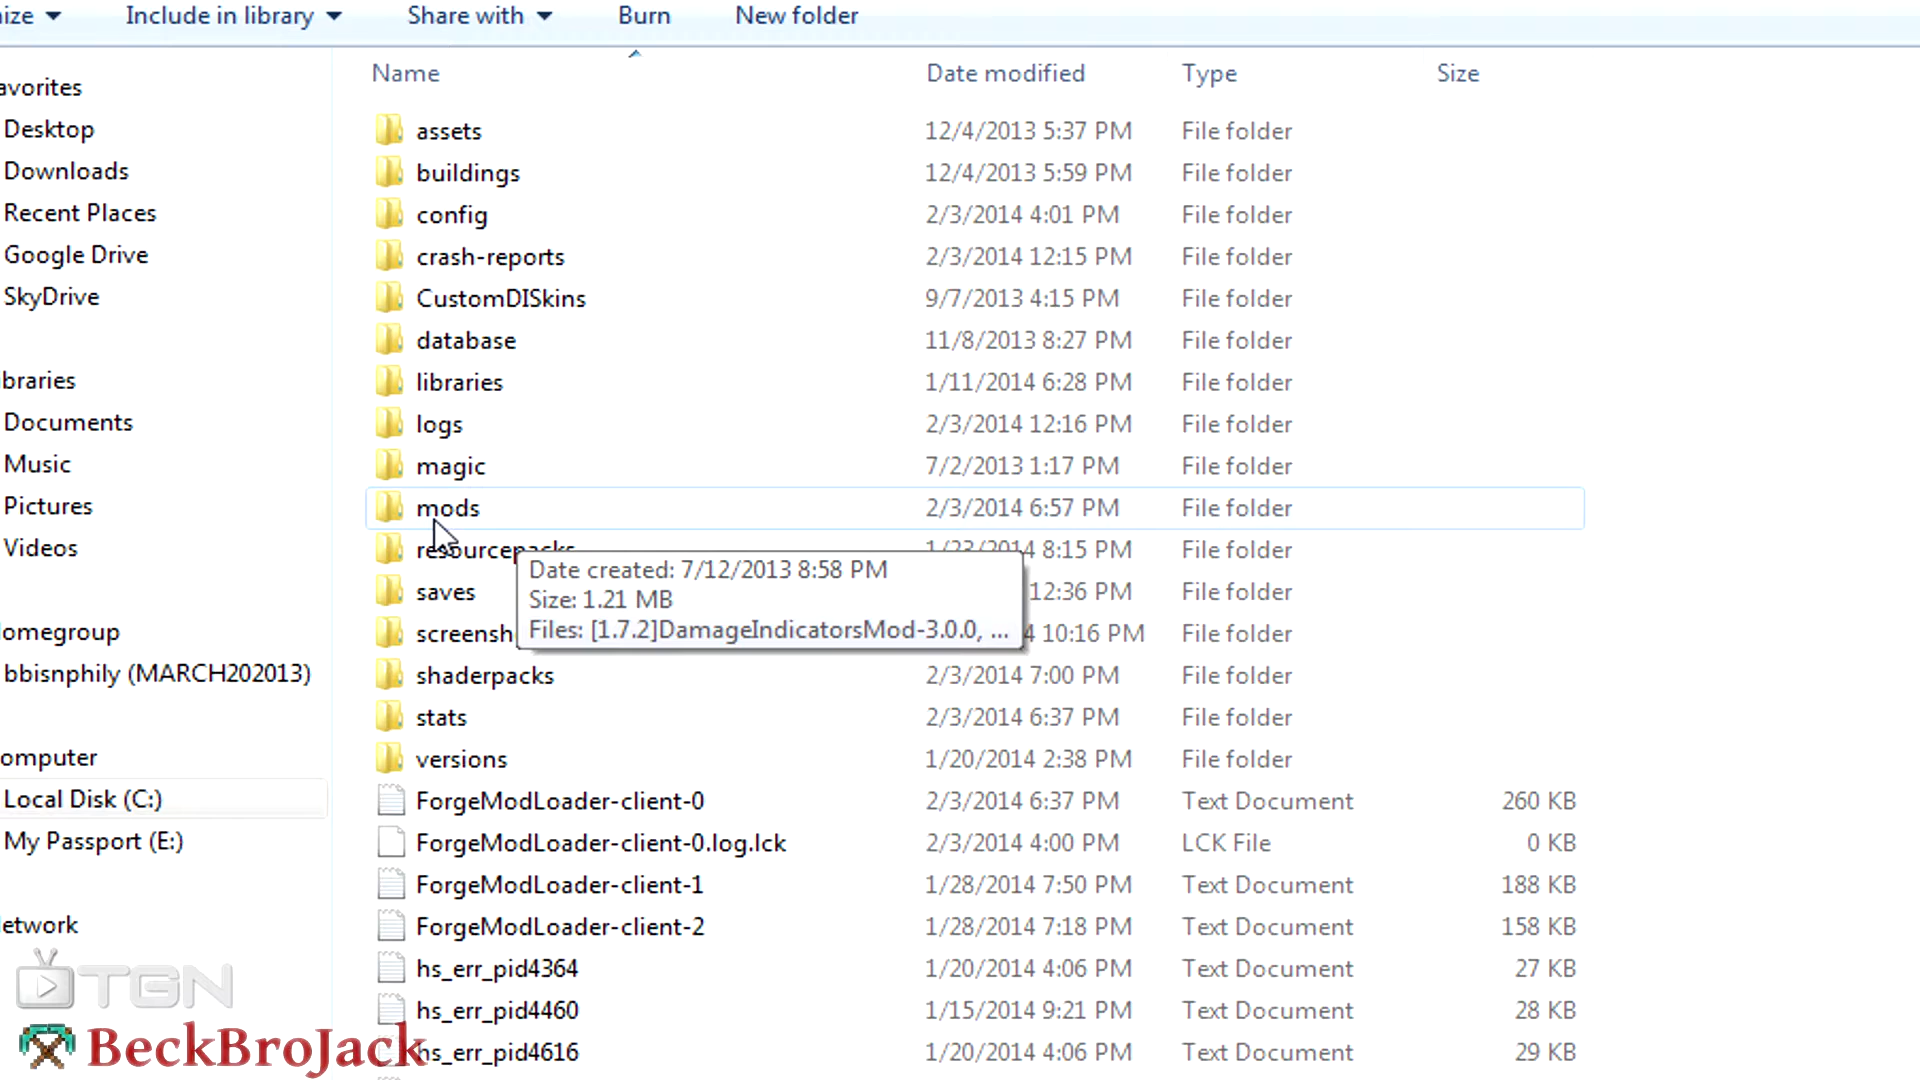 ize Include in library Share with Burn New folder
Name Date modified Type Size
avorites
Desktop
Downloads
Recent Places
Google Drive
SkyDrive
braries
Documents
Music
Pictures
Videos
omegroup
bbisnphily (MARCH202013)
omputer
Local Disk (C:)
My Passport (E:)
etwork
assets 12/4/2013 5:37 PM File folder
buildings 12/4/2013 5:59 PM File folder
config 2/3/2014 4:01 PM File folder
crash-reports 2/3/2014 12:15 PM File folder
CustomDISkins 9/7/2013 4:15 PM File folder
database 11/8/2013 8:27 PM File folder
libraries 1/11/2014 6:28 PM File folder
logs 2/3/2014 12:16 PM File folder
magic 7/2/2013 1:17 PM File folder
mods 2/3/2014 6:57 PM File folder
resourcepacks 1/23/2014 8:15 PM File folder
Date created: 7/12/2013 8:58 PM
Size: 1.21 MB
Files: [1.7.2]DamageIndicatorsMod-3.0.0, ...
saves 12:36 PM File folder
screensh 4 10:16 PM File folder
shaderpacks 2/3/2014 7:00 PM File folder
stats 2/3/2014 6:37 PM File folder
versions 1/20/2014 2:38 PM File folder
ForgeModLoader-client-0 2/3/2014 6:37 PM Text Document 260 KB
ForgeModLoader-client-0.log.lck 2/3/2014 4:00 PM LCK File 0 KB
ForgeModLoader-client-1 1/28/2014 7:50 PM Text Document 188 KB
ForgeModLoader-client-2 1/28/2014 7:18 PM Text Document 158 KB
hs_err_pid4364 1/20/2014 4:06 PM Text Document 27 KB
hs_err_pid4460 1/15/2014 9:21 PM Text Document 28 KB
hs_err_pid4616 1/20/2014 4:06 PM Text Document 29 KB
TGN
BeckBroJack